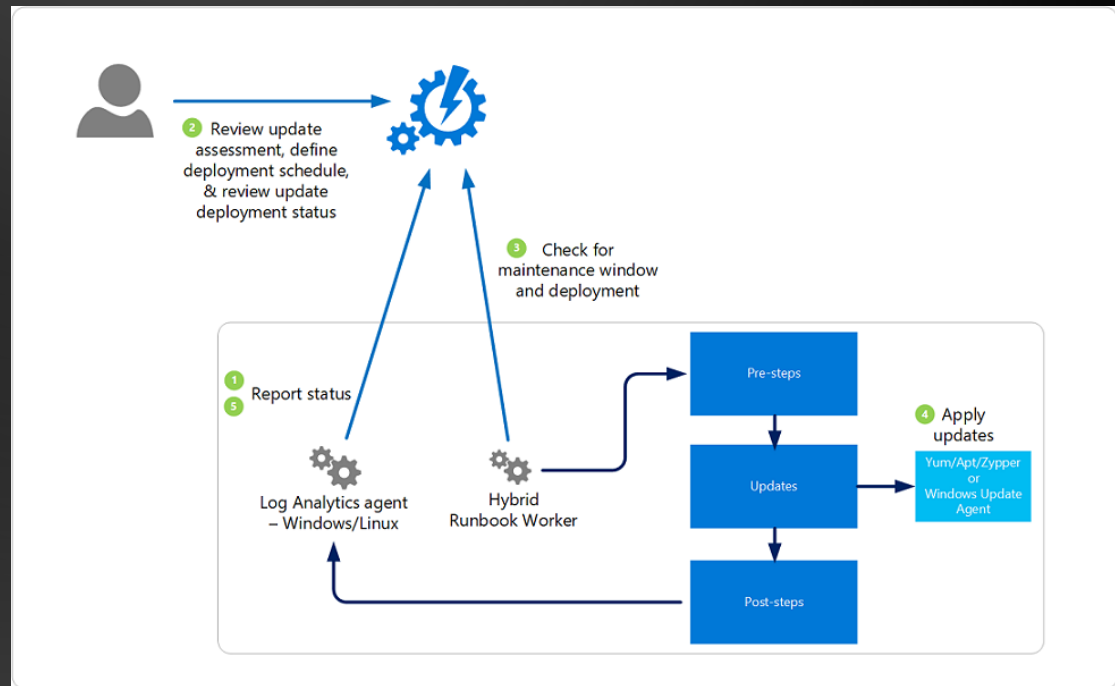 2 Review update
assessment, define
deployment schedule,
& review update
deployment status
3 Check for
maintenance window
and deployment
1
5
Report status
Log Analytics agent
– Windows/Linux
Hybrid
Runbook Worker
Pre-steps
Updates
Post-steps
4 Apply
updates
Yum/Apt/Zypper
or
Windows Update
Agent